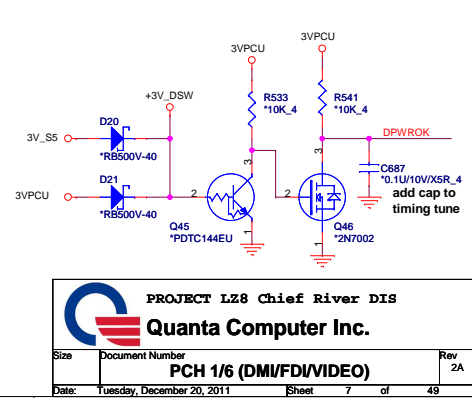 3VPCU
3VPCU
+3V_DSW
R533
*10K_4
R541
*10K_4
D20
3V_S5
*RB500V-40
DPWROK
3
3
D21
3VPCU
*RB500V-40
2
2
C687
*0.1U/10V/X5R_4
add cap to
timing tune
Q45
*PDTC144EU
1
Q46
*2N7002
1
PROJECT LZ8 Chief River DIS
Quanta Computer Inc.
Size Document Number Rev
PCH 1/6 (DMI/FDI/VIDEO) 2A
Date: Tuesday, December 20, 2011 Sheet 7 of 49